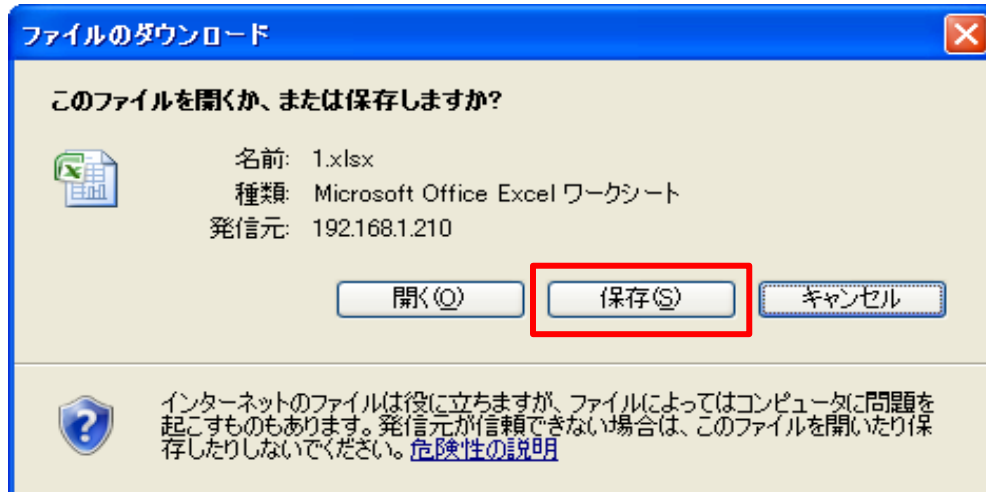 ファイルのダウンロード
このファイルを開くか、または保存しますか?
名前: 1.xlsx
種類: Microsoft Office Excel ワークシート
発信元: 192.168.1.210
開く(O) 保存(S) キャンセル
インターネットのファイルは役に立ちますが、ファイルによってはコンピュータに問題を
起こすものもあります。発信元が信頼できない場合は、このファイルを開いたり保
存したりしないでください。危険性の説明